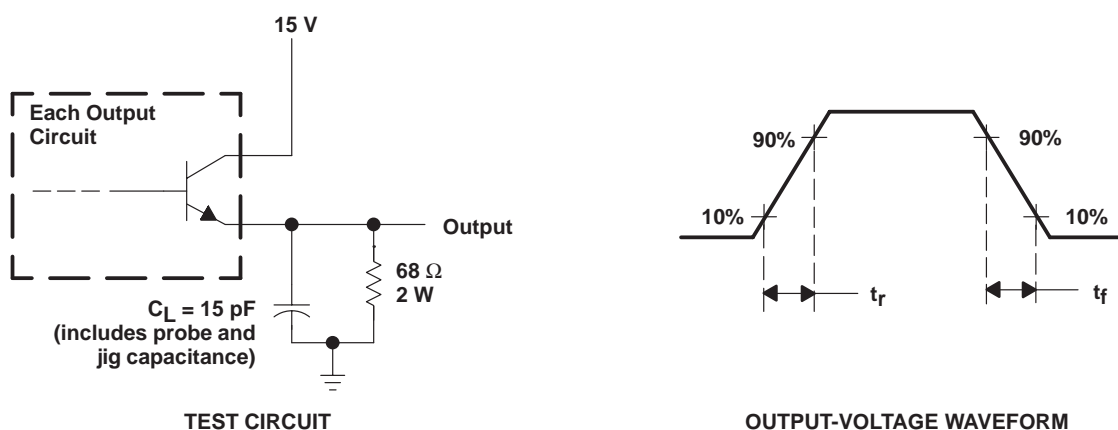 15 V
Each Output
Circuit
Output
68 Ω
2 W
C_L = 15 pF
(includes probe and
jig capacitance)
TEST CIRCUIT
90%
90%
10%
10%
t_r
t_f
OUTPUT-VOLTAGE WAVEFORM